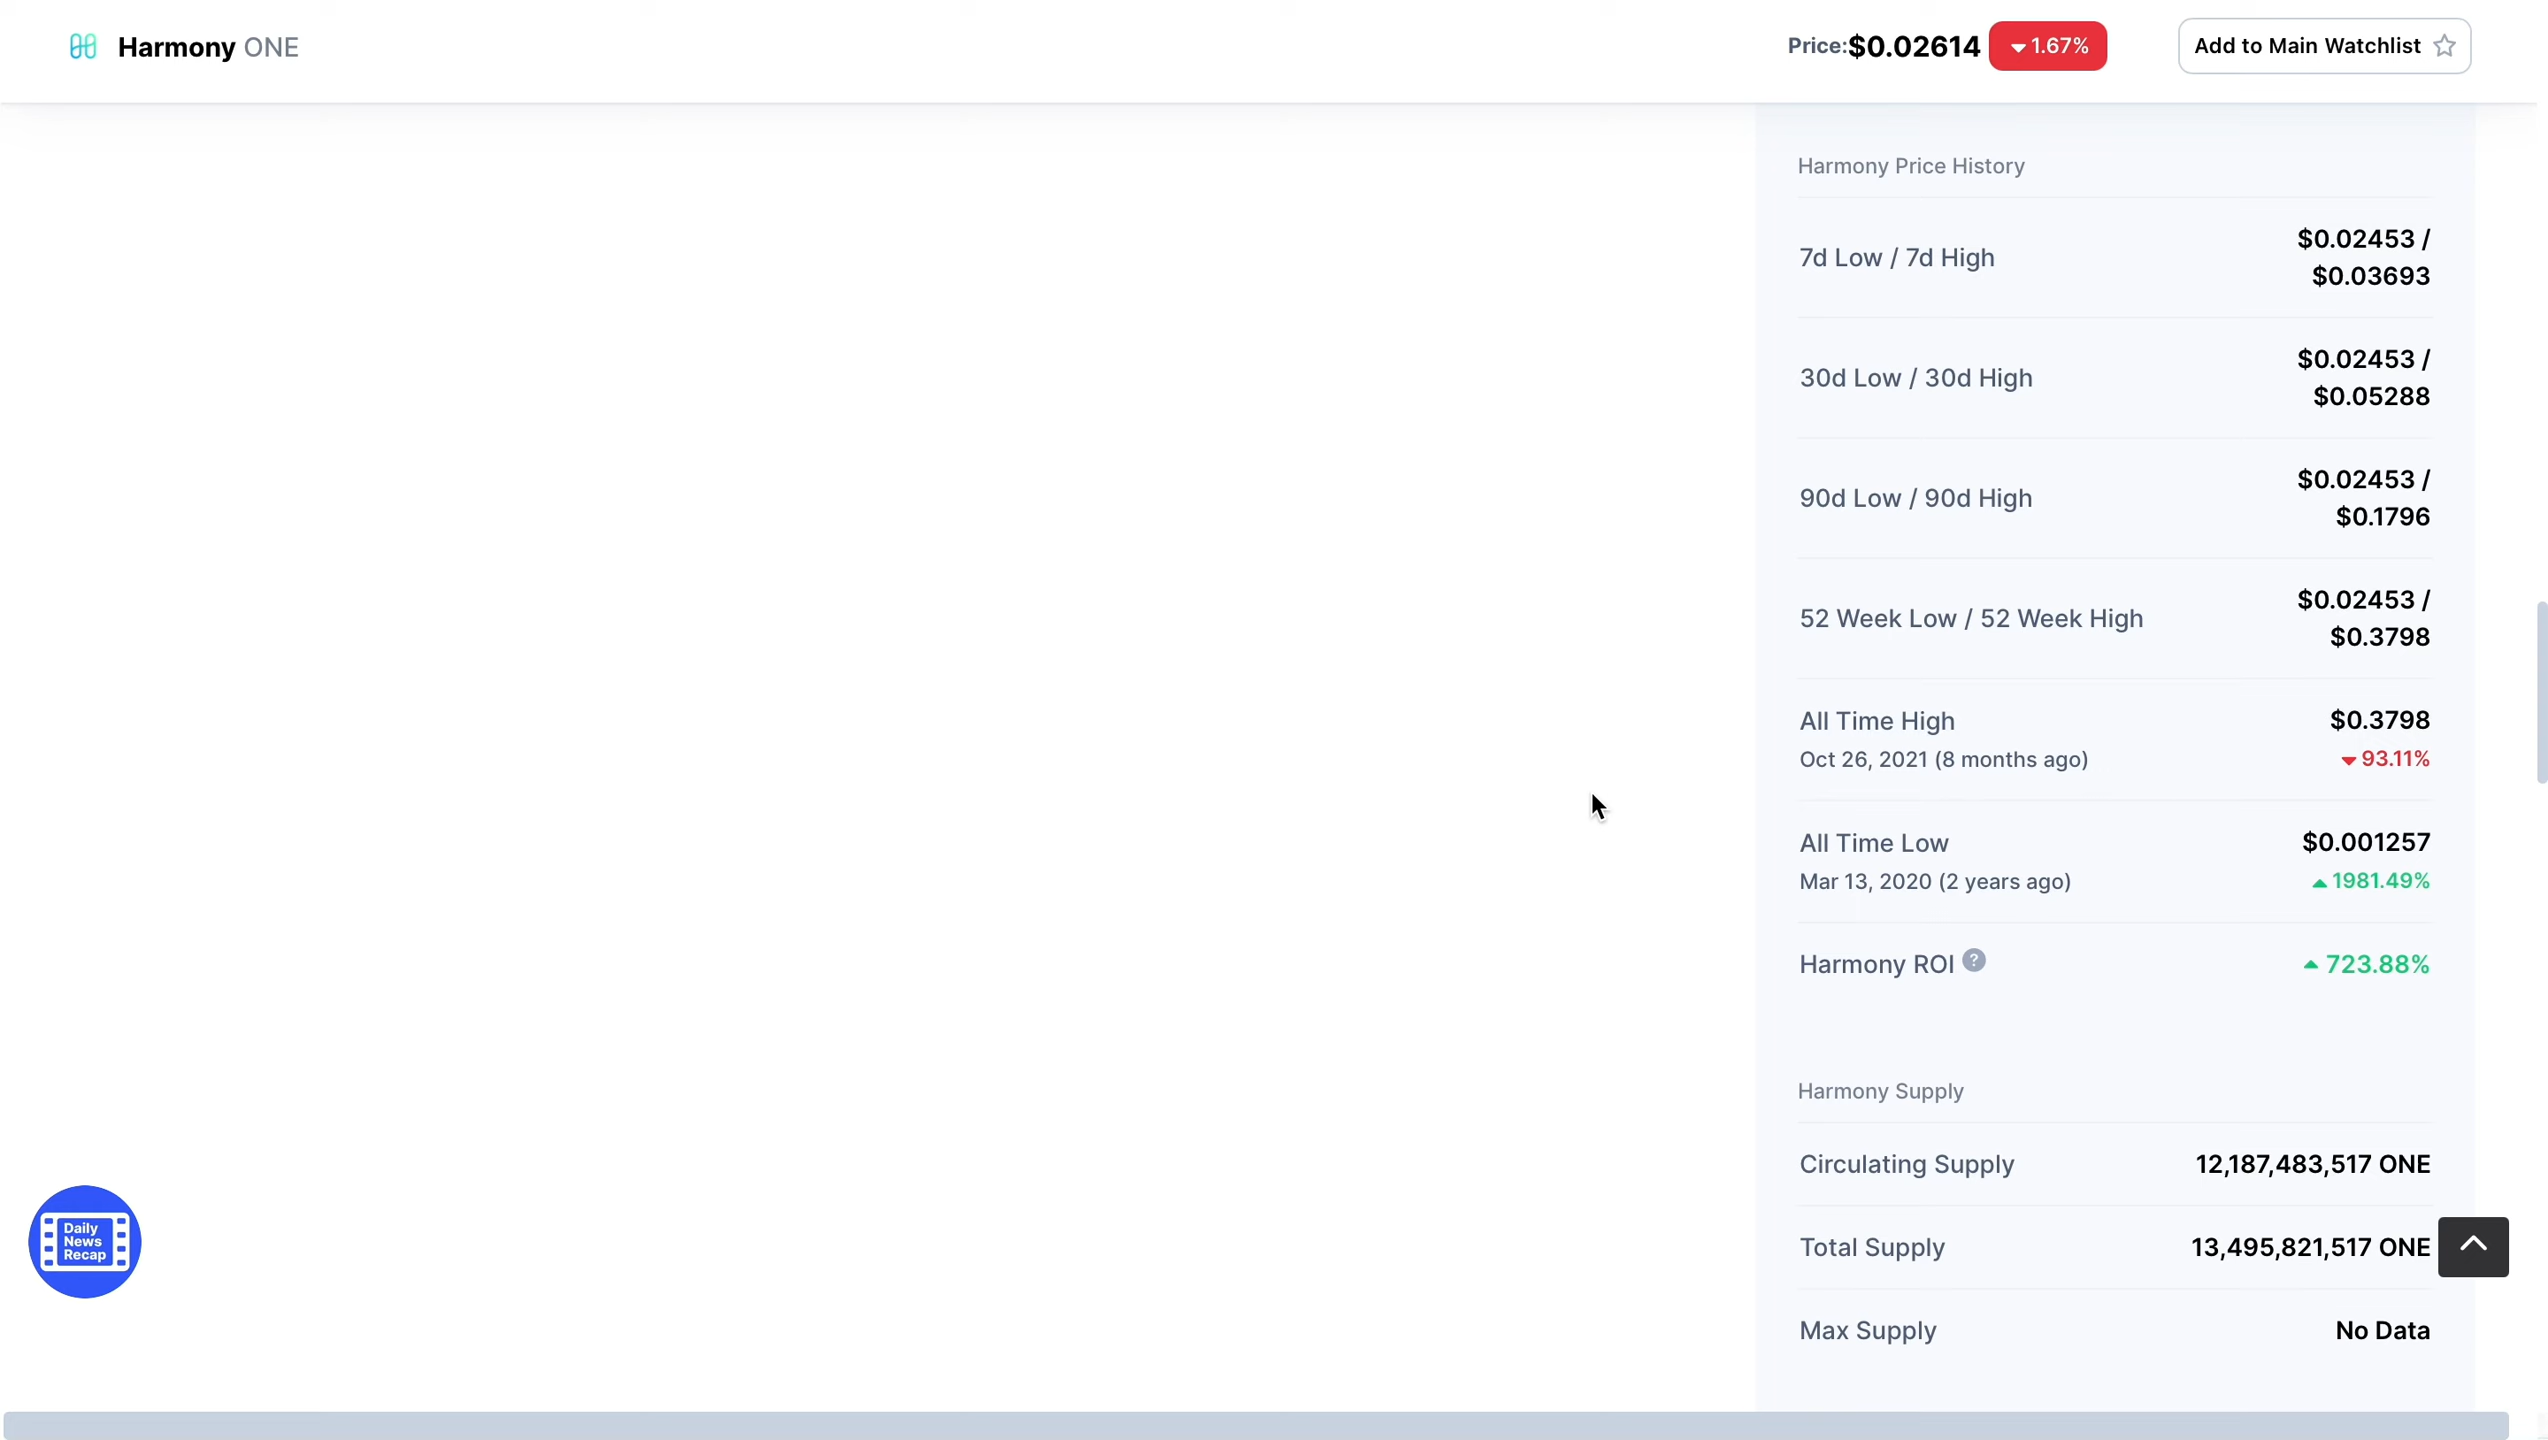 Harmony ONE
Price:$0.02614 1.67% Add to Main Watchlist
Harmony Price History
7d Low / 7d High
$0.02453 /
$0.03693
30d Low / 30d High
$0.02453 /
$0.05288
90d Low / 90d High
$0.02453 /
$0.1796
52 Week Low / 52 Week High
$0.02453 /
$0.3798
All Time High $0.3798
Oct 26, 2021 (8 months ago) 93.11%
All Time Low $0.001257
Mar 13, 2020 (2 years ago) 1981.49%
Harmony ROI ? 723.88%
Harmony Supply
Circulating Supply 12,187,483,517 ONE
Total Supply 13,495,821,517 ONE
Max Supply No Data
Daily
News
Recap